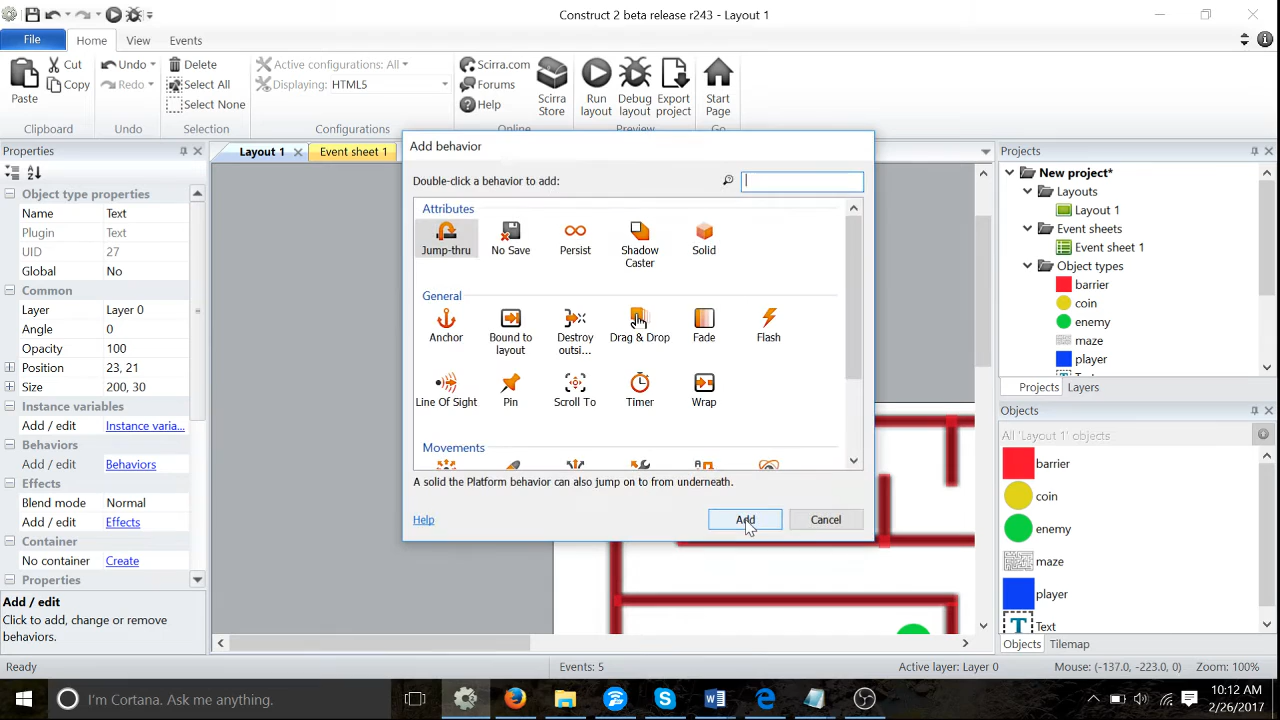 Construct 2 beta release r243 - Layout 1
File Home View Events
Paste
Cut
Copy
Clipboard
Undo
Redo
Undo
Delete
Select All
Select None
Selection
Active configurations: All
Displaying: HTML5
Configurations
Scirra.com
Forums
Help
Scirra Store
Online
Run layout
Debug layout
Export project
Preview
Start Page
Go
Properties
Layout 1
Event sheet 1
Object type properties
Name Text
Plugin Text
UID 27
Global No
Common
Layer Layer 0
Angle 0
Opacity 100
Position 23, 21
Size 200, 30
Instance variables
Add / edit Instance varia...
Behaviors
Add / edit Behaviors
Effects
Blend mode Normal
Add / edit Effects
Container
No container Create
Properties
Add / edit
Click to add, change or remove
behaviors.
Add behavior
Double-click a behavior to add:
Attributes
Jump-thru
No Save
Persist
Shadow Caster
Solid
General
Anchor
Bound to layout
Destroy outsi...
Drag & Drop
Fade
Flash
Line Of Sight
Pin
Scroll To
Timer
Wrap
Movements
A solid the Platform behavior can also jump on to from underneath.
Help
Add
Cancel
Projects
New project*
Layouts
Layout 1
Event sheets
Event sheet 1
Object types
barrier
coin
enemy
maze
player
Projects Layers
Objects
All 'Layout 1' objects
barrier
coin
enemy
maze
player
T Text
Objects Tilemap
Ready
Events: 5
Active layer: Layer 0
Mouse: (-137.0, -223.0, 0)
Zoom: 100%
I'm Cortana. Ask me anything.
10:12 AM
2/26/2017